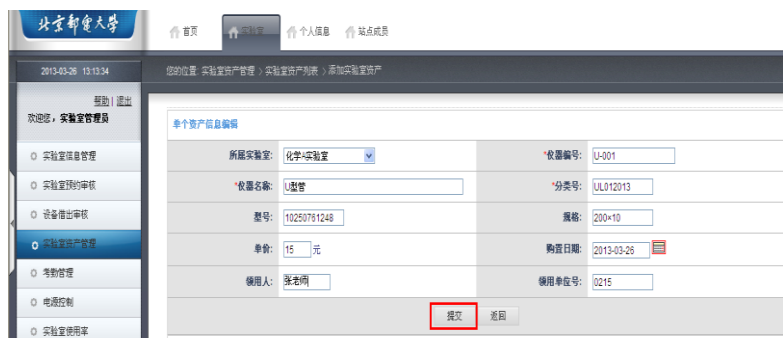 北京邮电大学
首页 实验室 个人信息 站点成员
2013-03-26 13:13:34
您的位置: 实验室资产管理 > 实验室资产列表 > 添加实验室资产
帮助 | 退出
欢迎您，实验室管理员
实验室信息管理
实验室预约审核
设备借出审核
实验室资产管理
考勤管理
电源控制
实验室使用率
单个资产信息编辑
所属实验室: 化学A实验室 *仪器编号: U-001
*仪器名称: U型管 *分类号: UL012013
型号: 10250761248 规格: 200×10
单价: 15 元 购置日期: 2013-03-26
领用人: 张老师 领用单位号: 0215
提交 返回